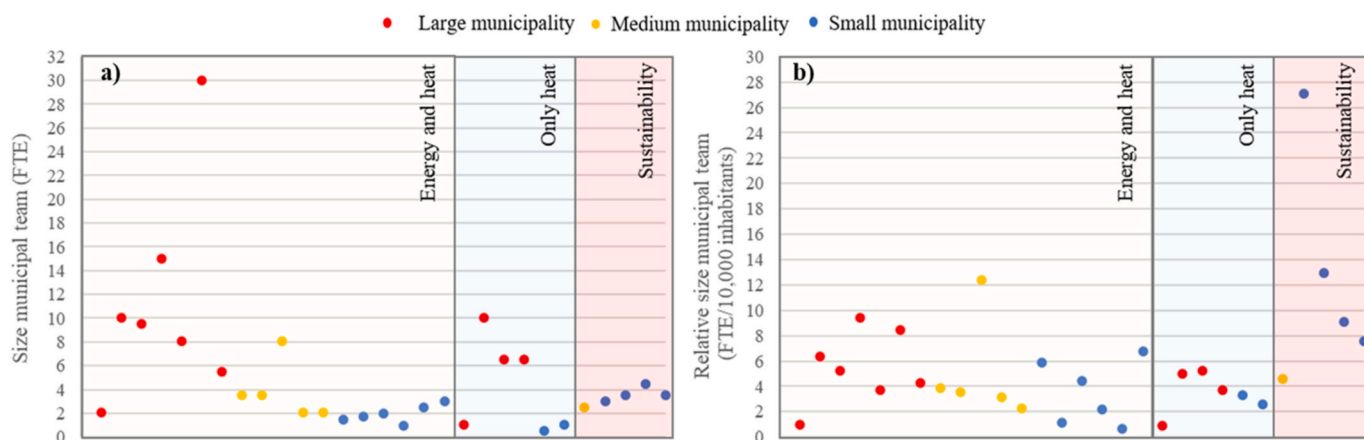 Large municipality
Medium municipality
Small municipality
a)
Size municipal team (FTE)
32
30
28
26
24
22
20
18
16
14
12
10
8
6
4
2
0
Energy and heat
Only heat
Sustainability
b)
Relative size municipal team
(FTE/10,000 inhabitants)
30
28
26
24
22
20
18
16
14
12
10
8
6
4
2
0
Energy and heat
Only heat
Sustainability